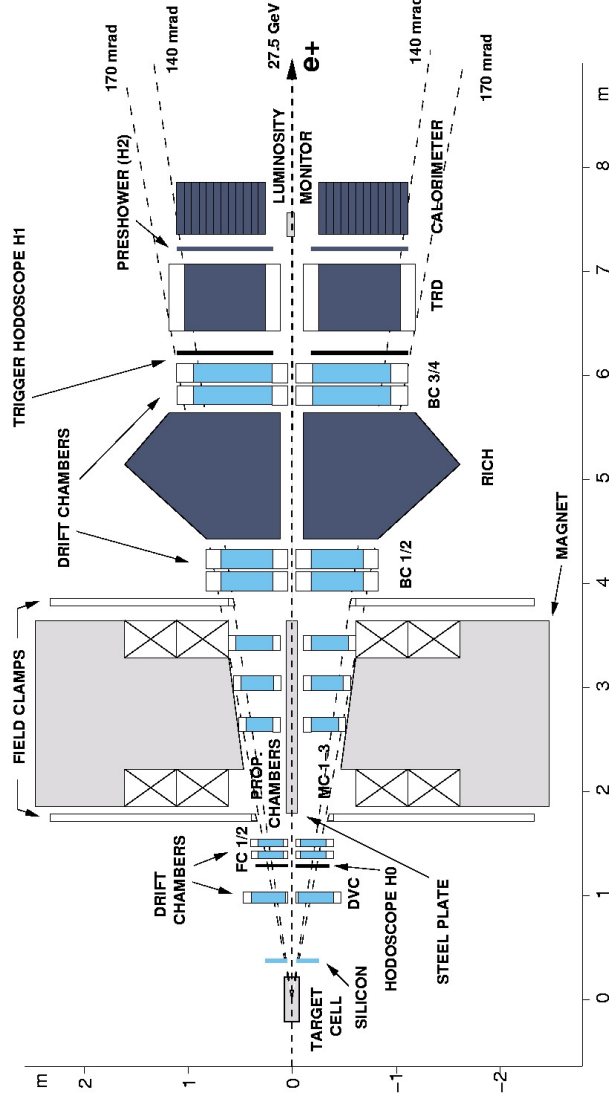 FIELD CLAMPS
TRIGGER HODOSCOPE H1
DRIFT CHAMBERS
PRESHOWER (H2)
170 mrad
140 mrad
m
2
1
0
-1
-2
DRIFT
CHAMBERS
FC 1/2
PROP.
CHAMBERS
LUMINOSITY
MONITOR
27.5 GeV
e+
TARGET
CELL
SILICON
DVC
HODOSCOPE H0
STEEL PLATE
MC 1-3
MAGNET
BC 1/2
RICH
BC 3/4
TRD
CALORIMETER
140 mrad
170 mrad
0
1
2
3
4
5
6
7
8
m